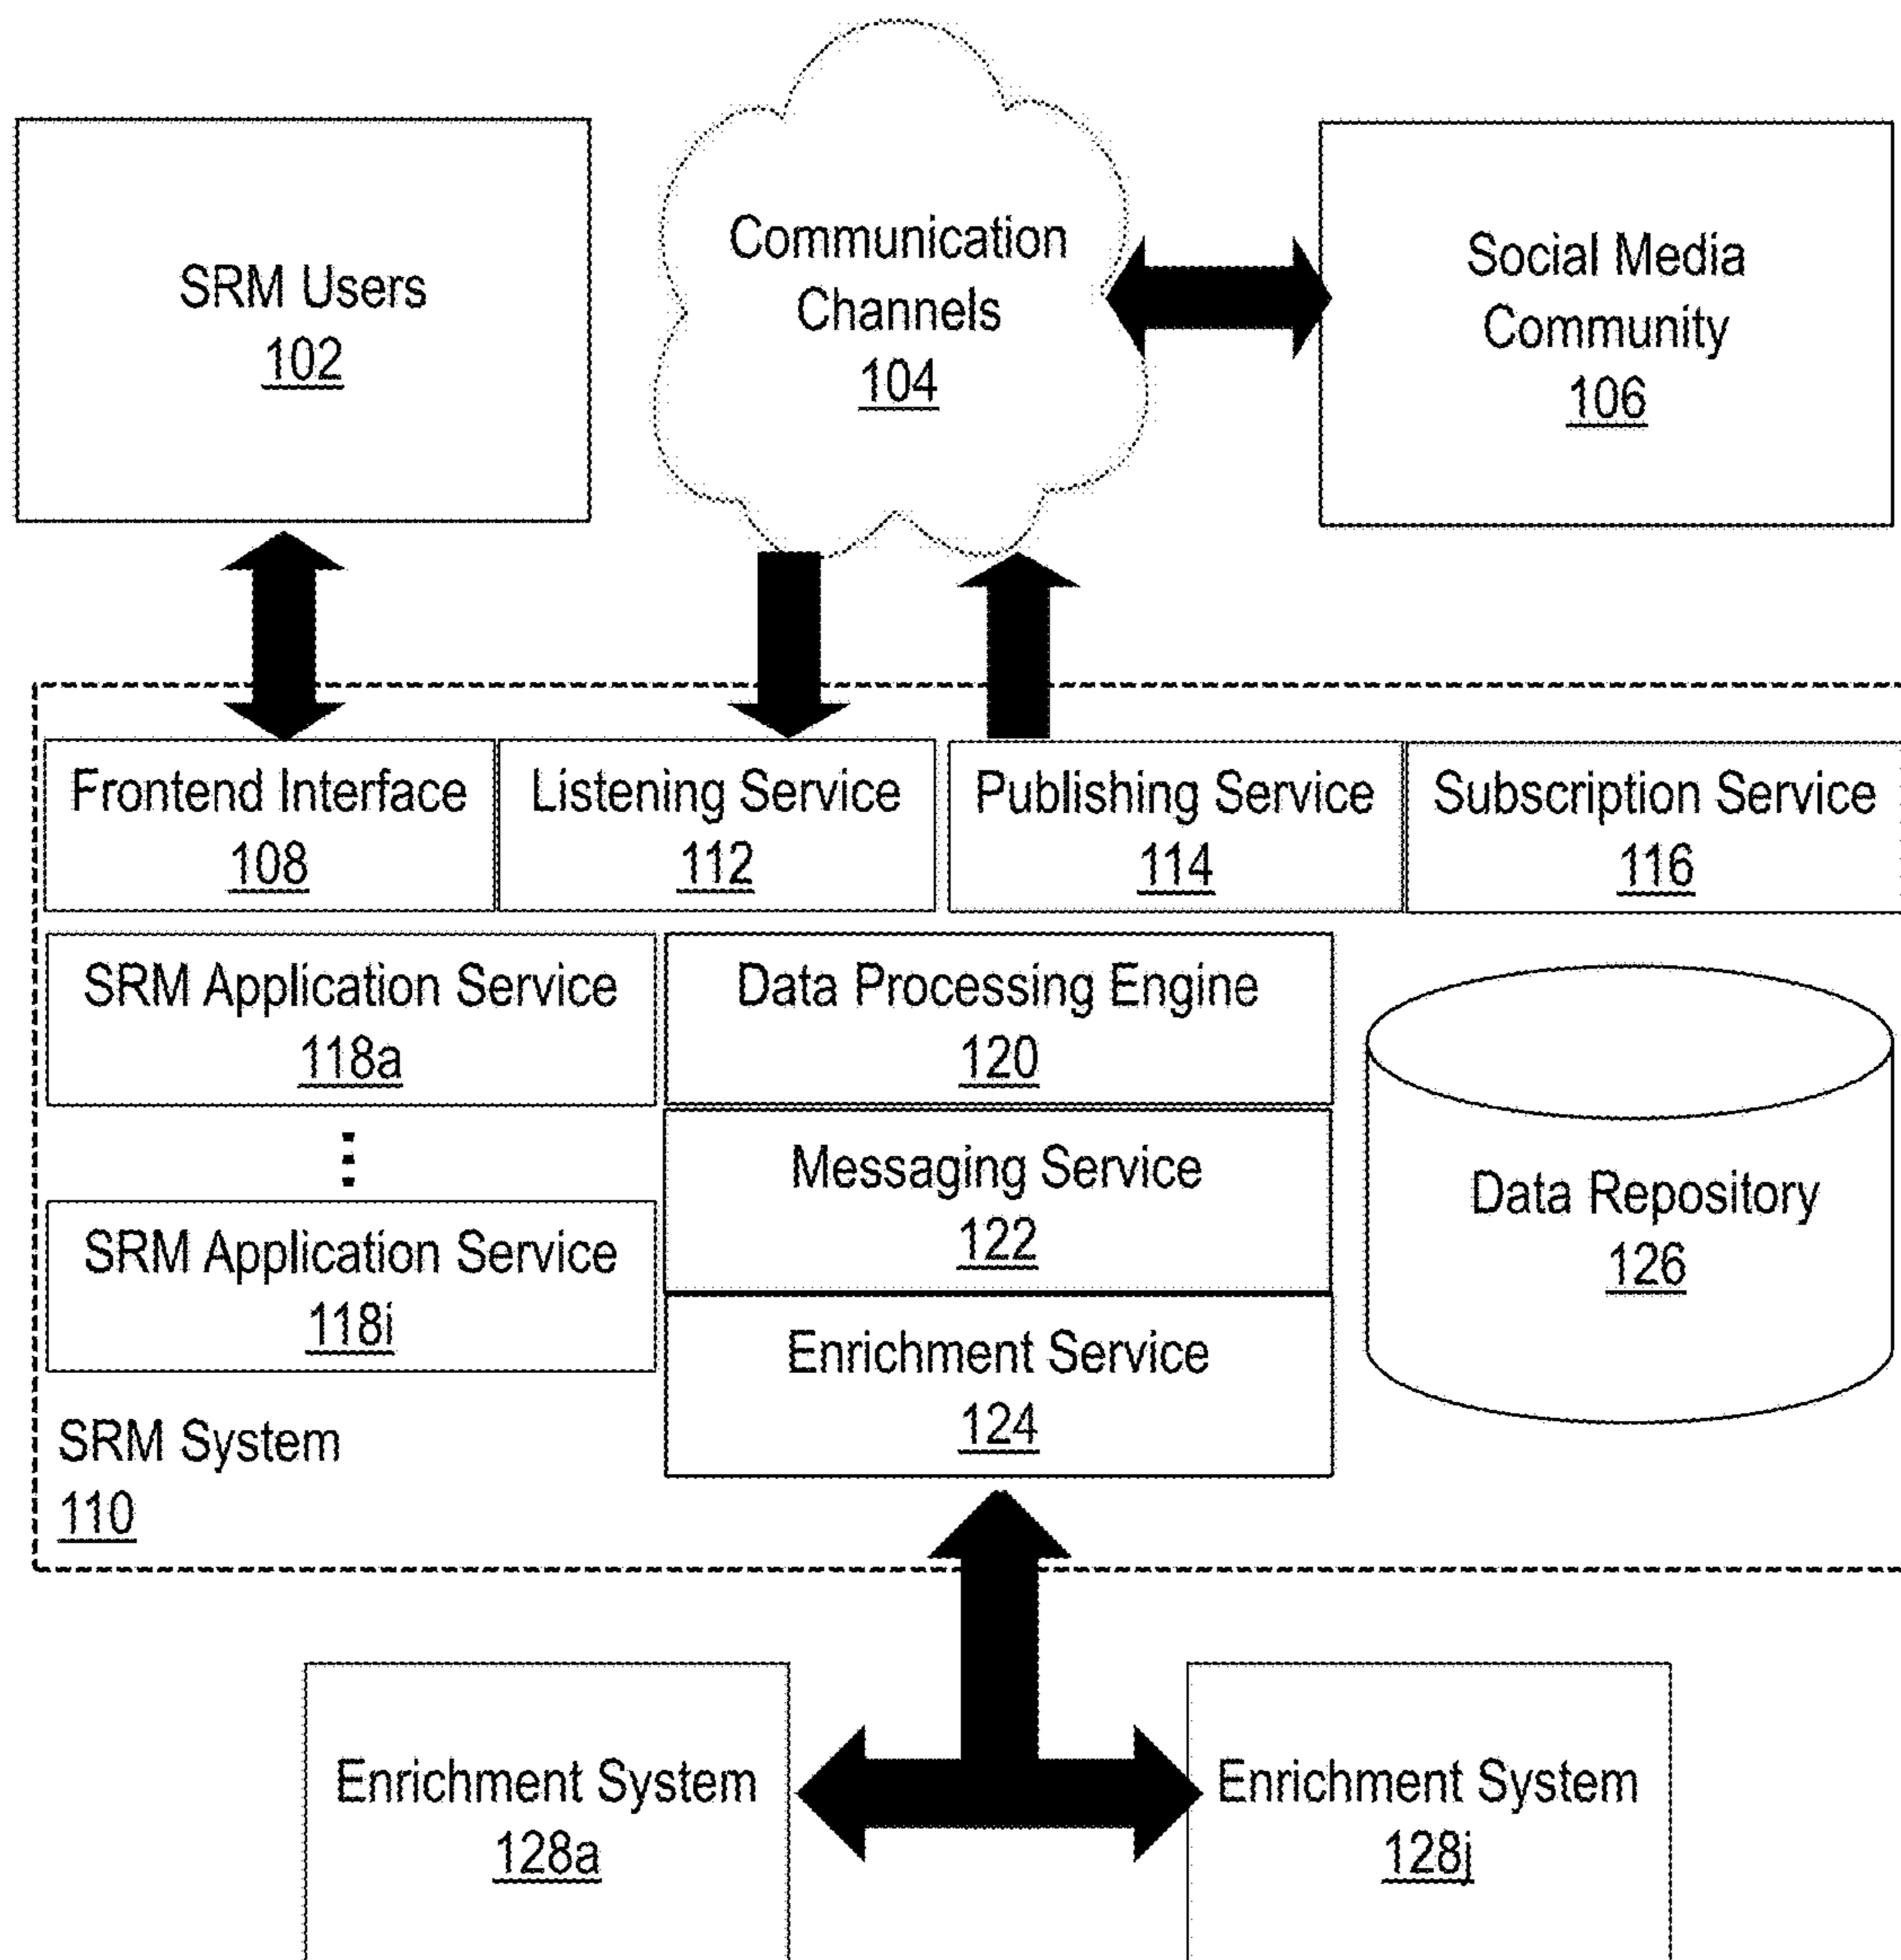 SRM Users
102
Communication
Channels
104
Social Media
Community
106
Frontend Interface
108
Listening Service
112
Publishing Service
114
Subscription Service
116
SRM Application Service
118a
Data Processing Engine
120
Messaging Service
122
Data Repository
126
SRM Application Service
118i
Enrichment Service
124
SRM System
110
Enrichment System
128a
Enrichment System
128j